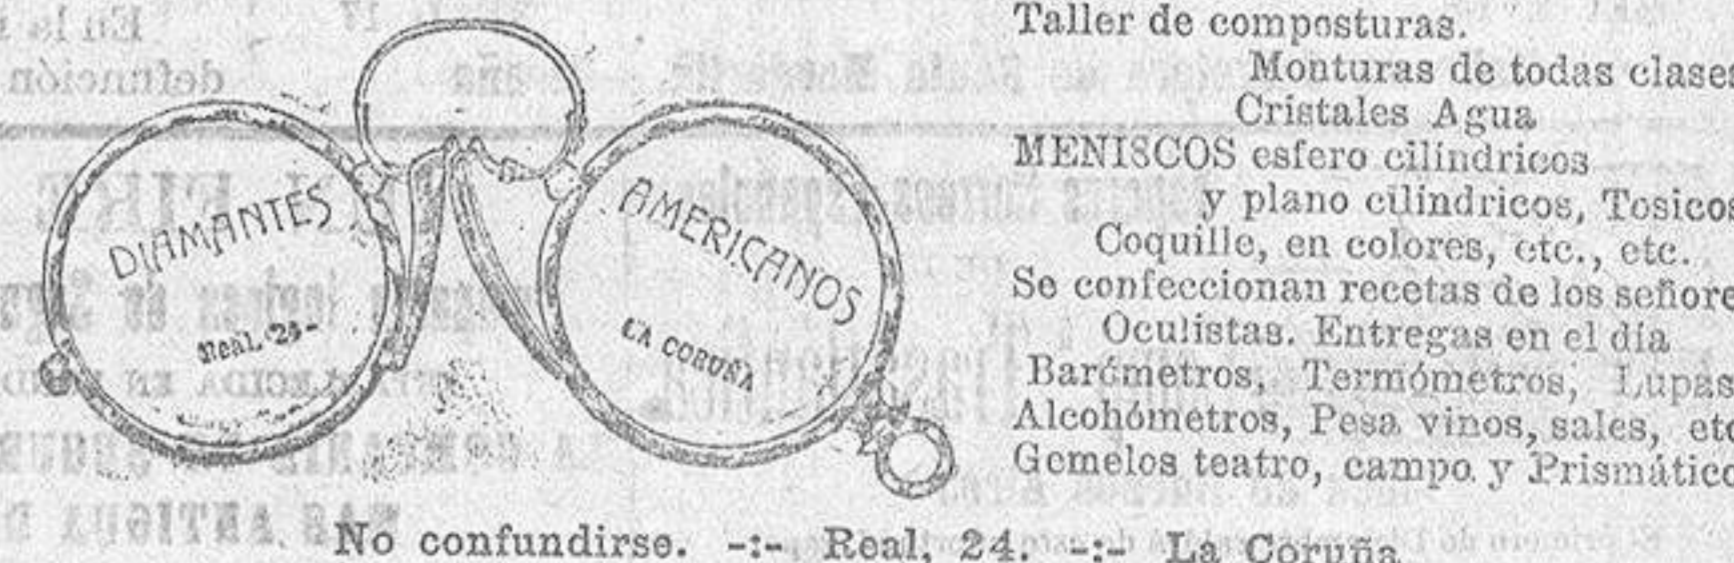 DIAMANTES
Real, 24-
AMERICANOS
LA CORUÑA
Taller de composturas.
Monturas de todas clases
Cristales Agua
MENISCOS esfero cilíndricos
y plano cilíndricos, Tosicos
Coquille, en colores, etc., etc.
Se confeccionan recetas de los señore
Oculistas. Entregas en el día
Barómetros, Termómetros, Lupas
Alcohómetros, Pesa vinos, sales, etc
Gemelos teatro, campo y Prismático
No confundirse. -:- Real, 24. -:- La Coruña